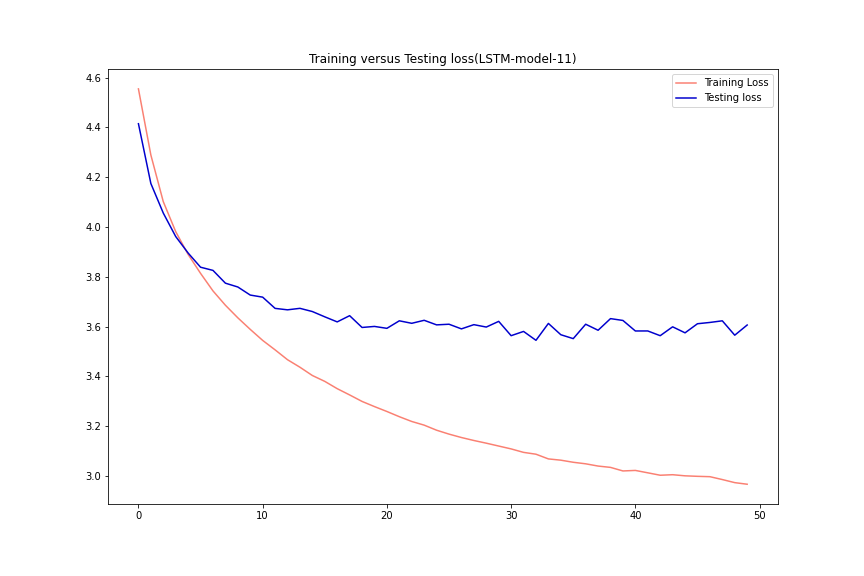 Training versus Testing loss(LSTM-model-11)
Training Loss
Testing loss
4.6
4.4
4.2
4.0
3.8
3.6
3.4
3.2
3.0
0 10 20 30 40 50